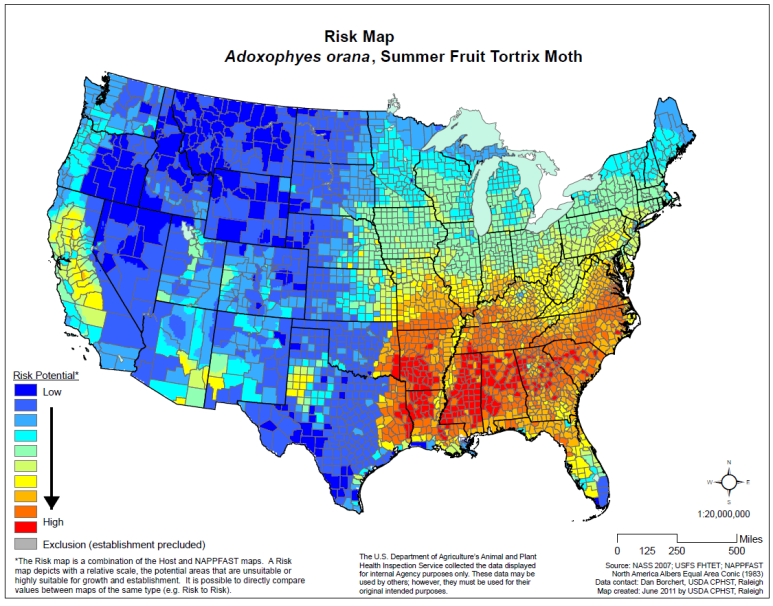 Risk Map
Adoxophyes orana, Summer Fruit Tortrix Moth
Risk Potential*
Low
High
Exclusion (establishment precluded)
*The Risk map is a combination of the Host and NAPPFAST maps. A Risk
map depicts with a relative scale, the potential areas that are unsuitable or
highly suitable for growth and establishment. It is possible to directly compare
values between maps of the same type (e.g. Risk to Risk).
The U.S. Department of Agriculture's Animal and Plant
Health Inspection Service collected the data displayed
for internal Agency purposes only. These data may be
used by others; however, they must be used for their
original intended purposes.
N
W E
S
1:20,000,000
Miles
0 125 250 500
Source: NASS 2007; USFS FHTET; NAPPFAST
North America Albers Equal Area Conic (1983)
Data contact: Dan Borchert, USDA CPHST, Raleigh
Map created: June 2011 by USDA CPHST, Raleigh